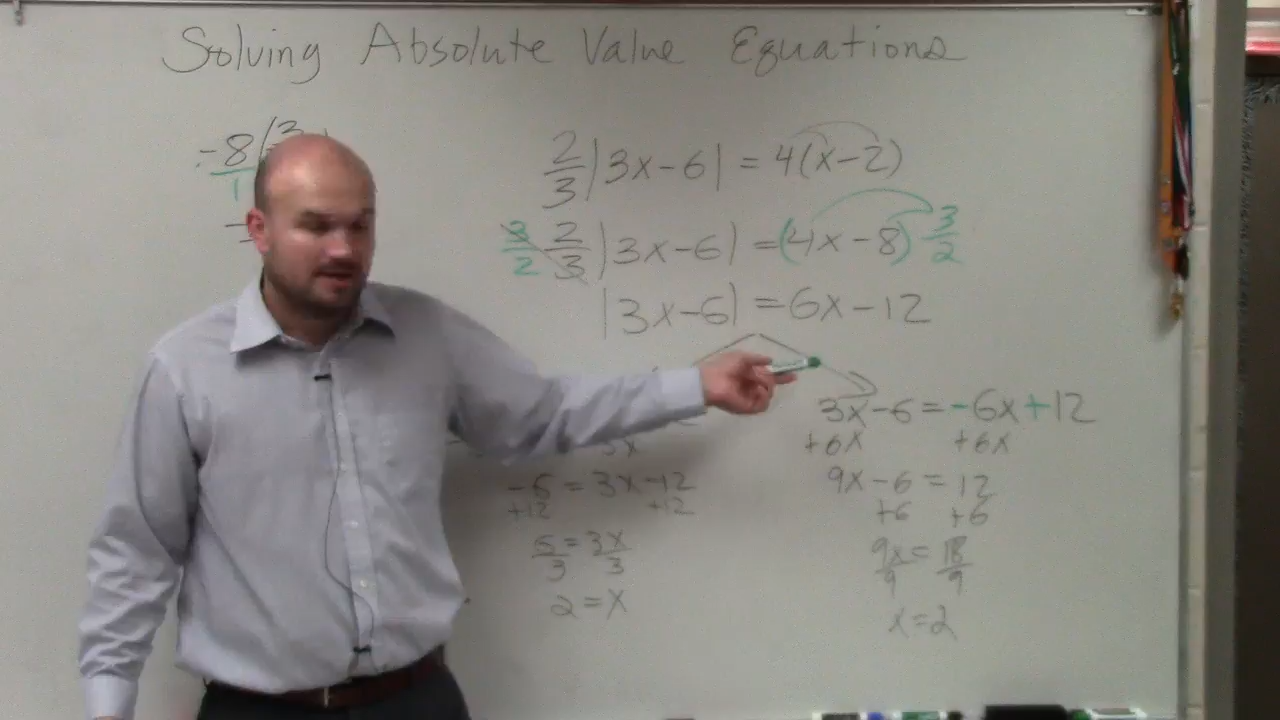 Solving Absolute Value Equations
-8/1
2/3|3x-6| = 4(x-2)
3/2 2/3|3x-6| = (4x-8) 3/2
|3x-6| = 6x-12
3x-6 = -6x+12
3x
+6x +6x
-6 = 3x-12
9x-6 = 12
+12 +12
+6 +6
6/3 = 3x/3
9x/9 = 18/9
2 = x
x = 2